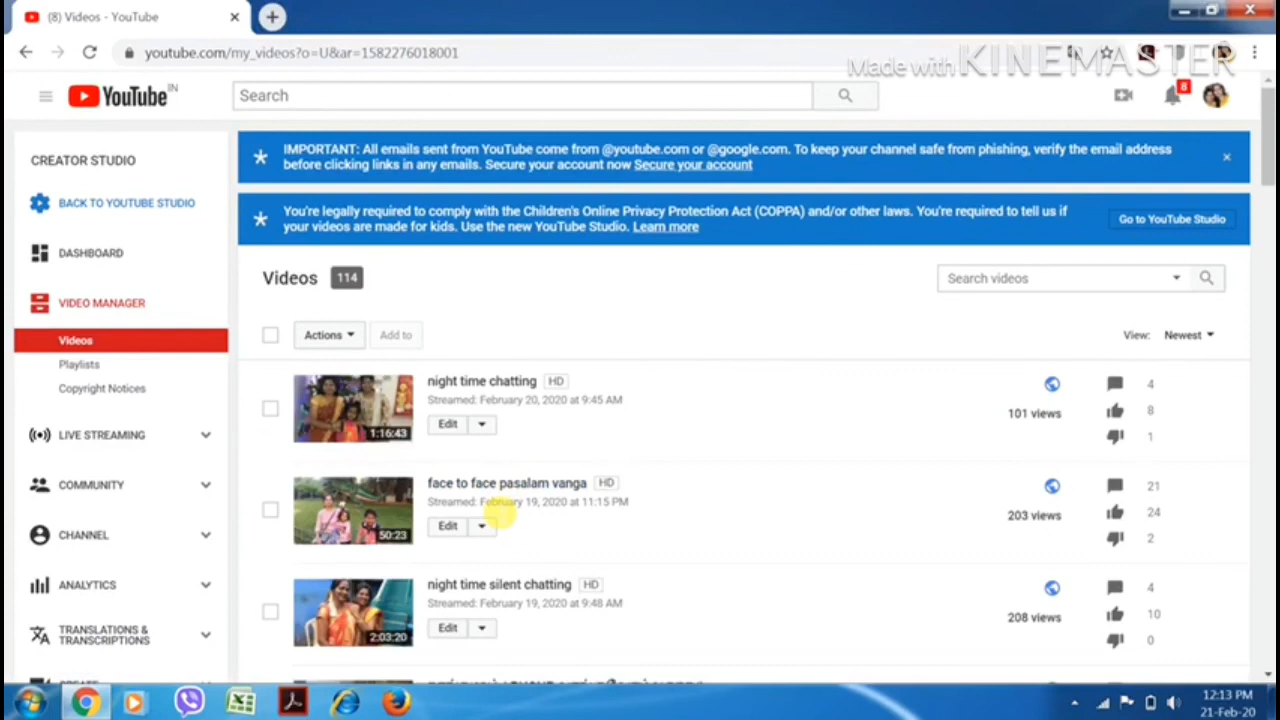 (8) Videos - YouTube
youtube.com/my_videos?o=U&ar=1582276018001
Made with KINEMASTER
YouTube IN
Search
8
CREATOR STUDIO
BACK TO YOUTUBE STUDIO
DASHBOARD
VIDEO MANAGER
Videos
Playlists
Copyright Notices
LIVE STREAMING
COMMUNITY
CHANNEL
ANALYTICS
TRANSLATIONS &
TRANSCRIPTIONS
IMPORTANT: All emails sent from YouTube come from @youtube.com or @google.com. To keep your channel safe from phishing, verify the email address
before clicking links in any emails. Secure your account now Secure your account
You're legally required to comply with the Children's Online Privacy Protection Act (COPPA) and/or other laws. You're required to tell us if
your videos are made for kids. Use the new YouTube Studio. Learn more
Go to YouTube Studio
Videos 114
Search videos
Actions Add to
View: Newest
night time chatting HD
Streamed: February 20, 2020 at 9:45 AM
Edit
1:16:43
101 views
4
8
1
face to face pasalam vanga HD
Streamed: February 19, 2020 at 11:15 PM
Edit
50:23
203 views
21
24
2
night time silent chatting HD
Streamed: February 19, 2020 at 9:48 AM
Edit
2:03:20
208 views
4
10
0
12:13 PM
21-Feb-20